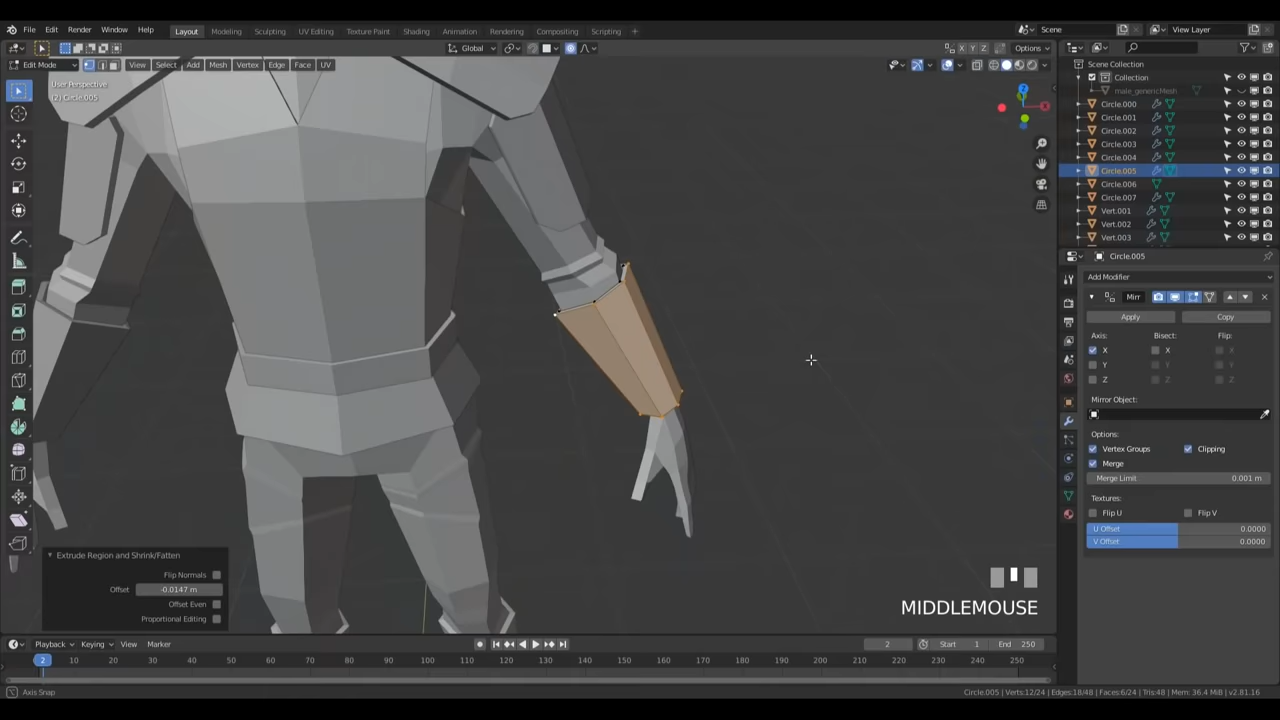 File Edit Render Window Help Layout Modeling Sculpting UV Editing Texture Paint Shading Animation Rendering Compositing Scripting Scene View Layer
Edit Mode View Select Add Mesh Vertex Edge Face UV Global X Y Z Options
User Perspective
(2) Circle.005
Scene Collection
Collection
male_genericMesh
Circle.000
Circle.001
Circle.002
Circle.003
Circle.004
Circle.005
Circle.006
Circle.007
Vert.001
Vert.002
Vert.003
Circle.005
Add Modifier
Mirr
Apply Copy
Axis: Bisect: Flip:
X X X
Y Y Y
Z Z Z
Mirror Object:
Options:
Vertex Groups Clipping
Merge
Merge Limit 0.001 m
Textures:
Flip U Flip V
U Offset 0.0000
V Offset 0.0000
Extrude Region and Shrink/Fatten
Flip Normals
Offset -0.0147 m
Offset Even
Proportional Editing
MIDDLEMOUSE
Playback Keying View Marker 2 Start 1 End 250
2 10 20 30 40 50 60 70 80 90 100 110 120 130 140 150 160 170 180 190 200 210 220 230 240 250
Axis Snap Circle.005 | Verts:12/24 | Edges:18/48 | Faces:6/24 | Tris:48 | Mem: 36.4 MiB | v2.81.16